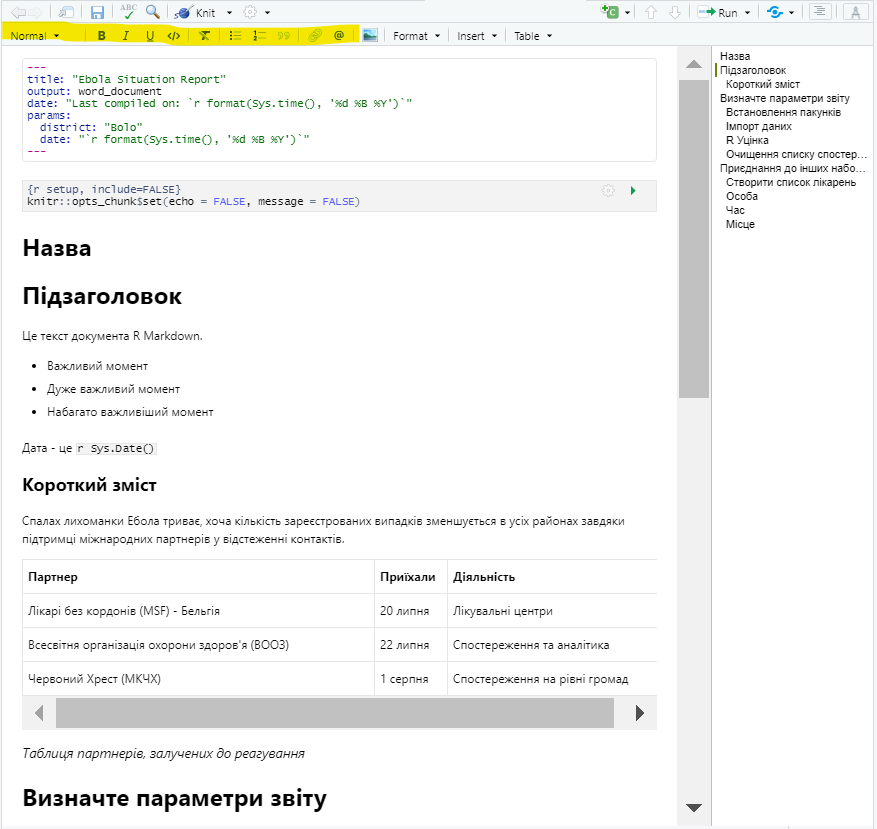 ABC Knit Run
Normal B I U </> Format Insert Table
---
title: "Ebola Situation Report"
output: word_document
date: "Last compiled on: `r format(Sys.time(), '%d %B %Y')`"
params:
  district: "Bolo"
  date: "`r format(Sys.time(), '%d %B %Y')`"
---
{r setup, include=FALSE}
knitr::opts_chunk$set(echo = FALSE, message = FALSE)
Назва
Підзаголовок
Це текст документа R Markdown.
• Важливий момент
• Дуже важливий момент
• Набагато важливіший момент
Дата - це r Sys.Date()
Короткий зміст
Спалах лихоманки Ебола триває, хоча кількість зареєстрованих випадків зменшується в усіх районах завдяки
підтримці міжнародних партнерів у відстеженні контактів.
Партнер Приїхали Діяльність
Лікарі без кордонів (MSF) - Бельгія 20 липня Лікувальні центри
Всесвітня організація охорони здоров'я (ВООЗ) 22 липня Спостереження та аналітика
Червоний Хрест (МКЧХ) 1 серпня Спостереження на рівні громад
Таблиця партнерів, залучених до реагування
Визначте параметри звіту
Назва
Підзаголовок
Короткий зміст
Визначте параметри звіту
Встановлення пакунків
Імпорт даних
R Уцінка
Очищення списку спостер...
Приєднання до інших набо...
Створити список лікарень
Особа
Час
Місце